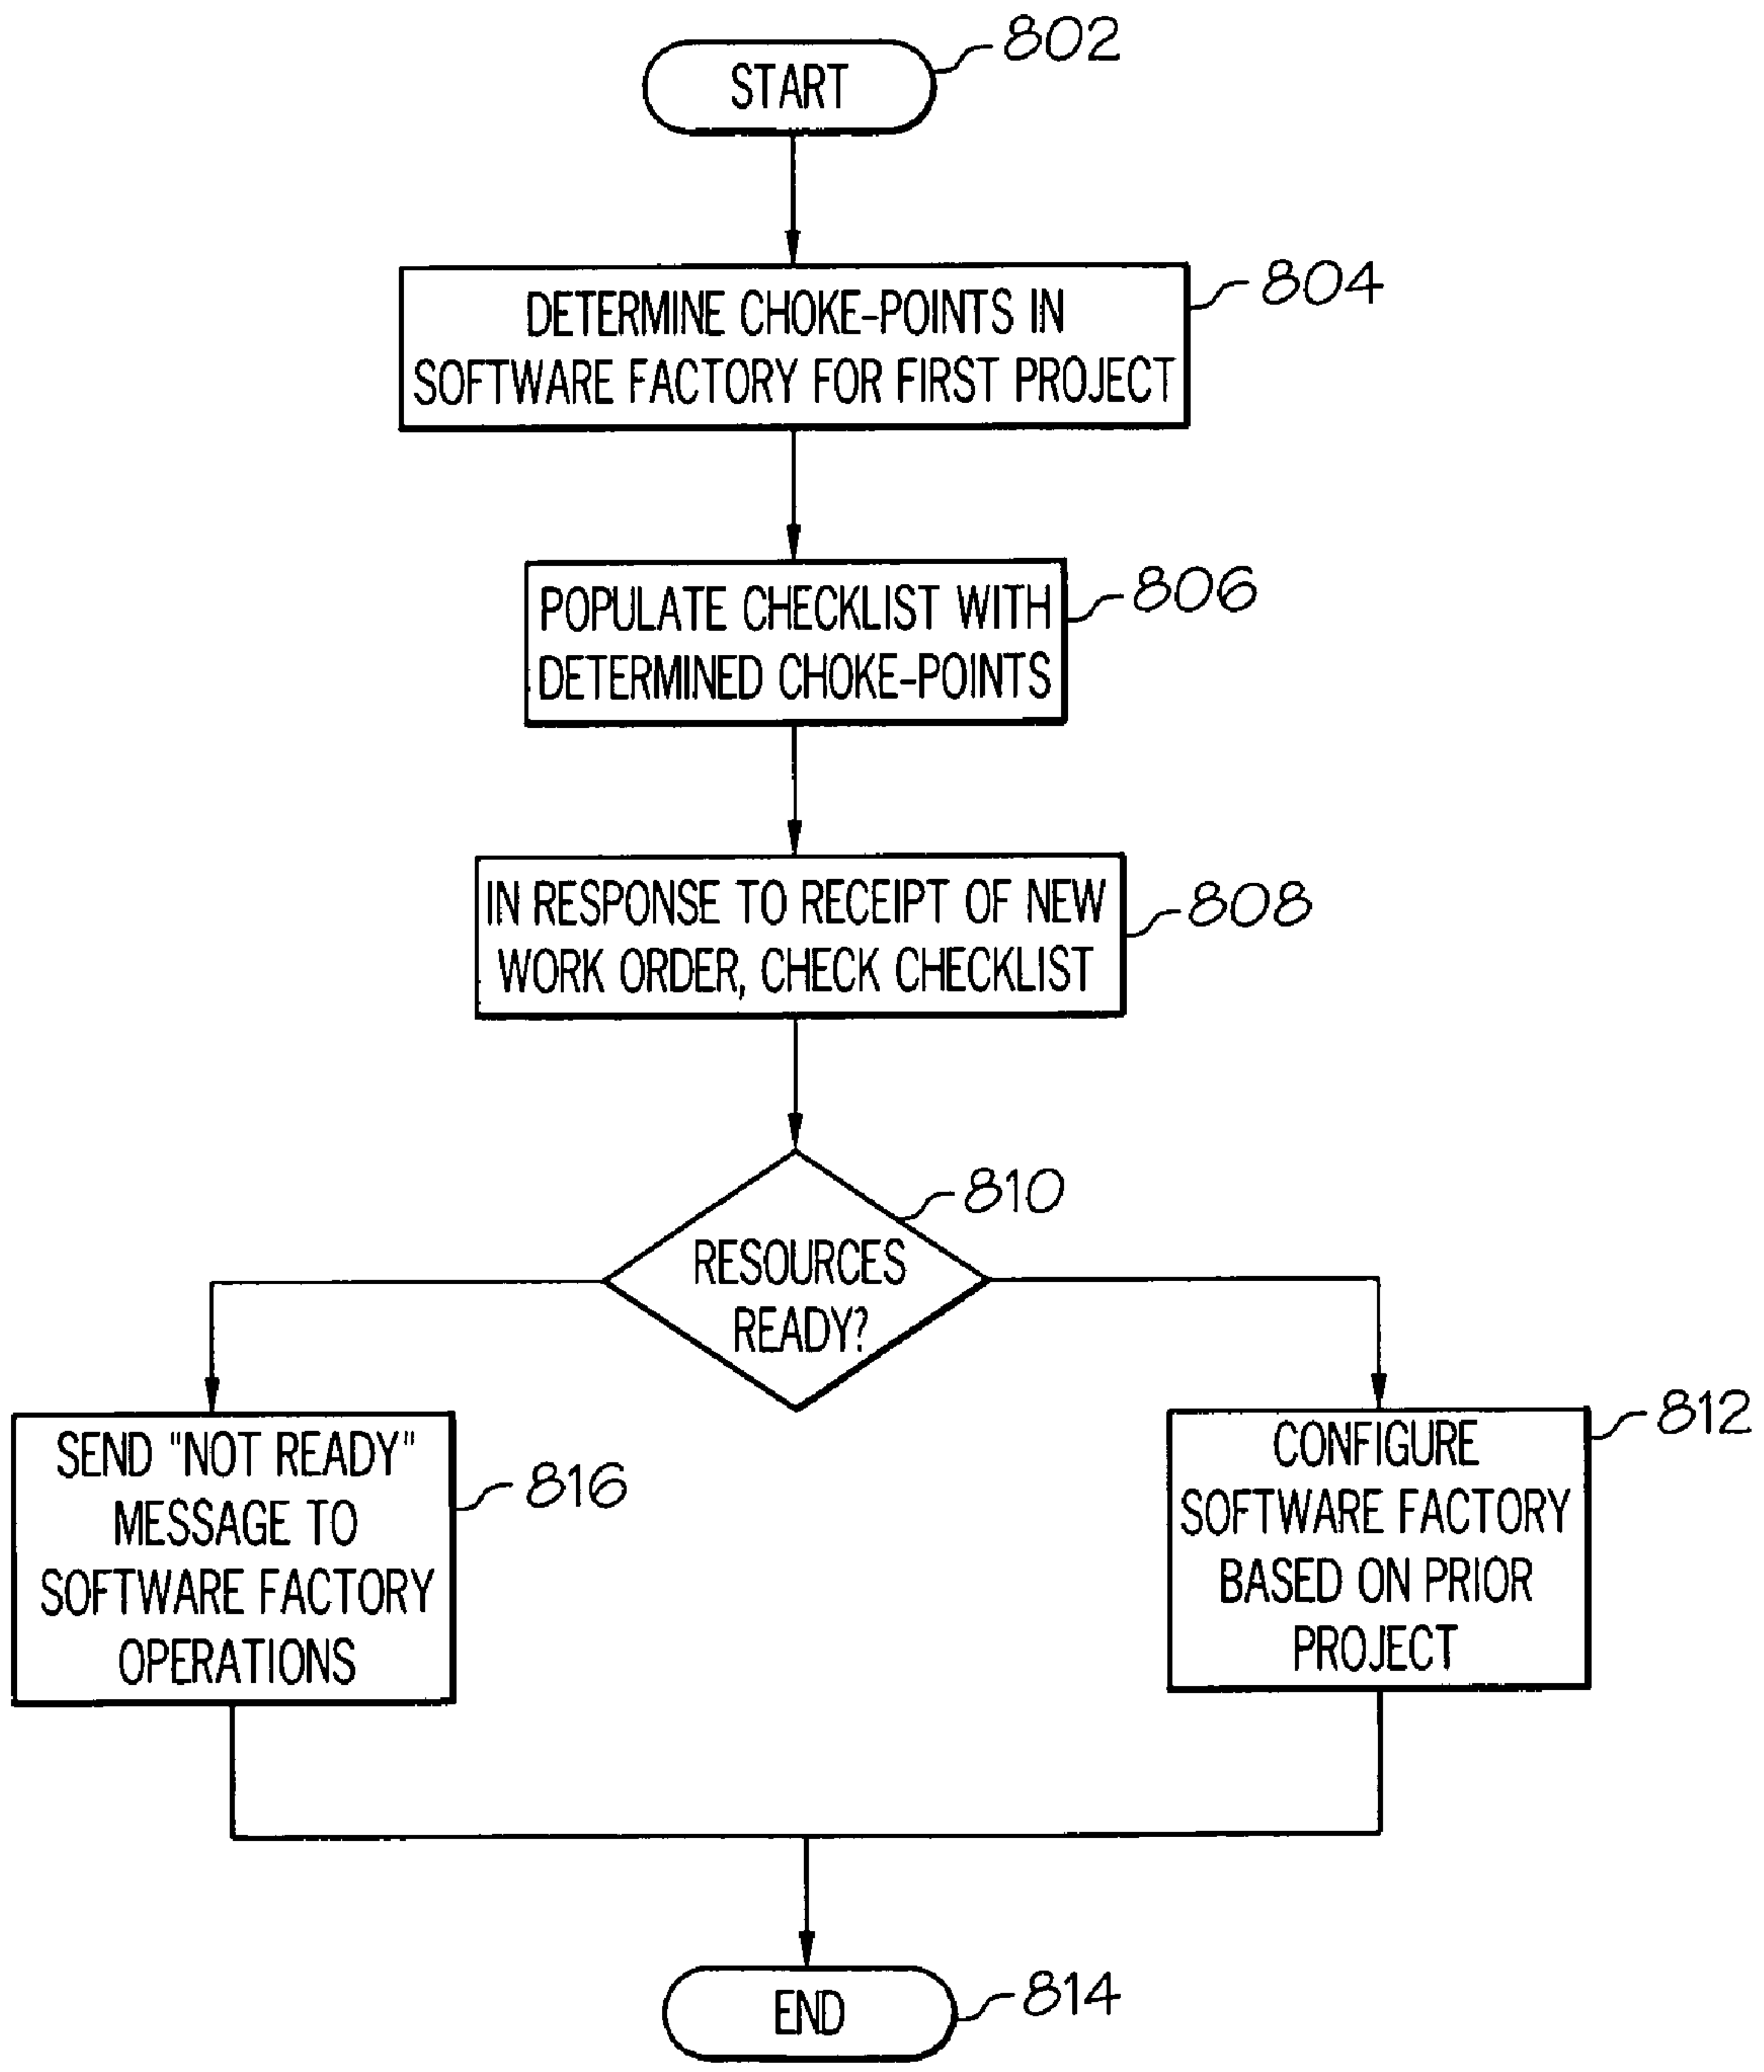 802
START
804
DETERMINE CHOKE-POINTS IN
SOFTWARE FACTORY FOR FIRST PROJECT
806
POPULATE CHECKLIST WITH
DETERMINED CHOKE-POINTS
808
IN RESPONSE TO RECEIPT OF NEW
WORK ORDER, CHECK CHECKLIST
810
RESOURCES
READY?
816
SEND "NOT READY"
MESSAGE TO
SOFTWARE FACTORY
OPERATIONS
812
CONFIGURE
SOFTWARE FACTORY
BASED ON PRIOR
PROJECT
814
END